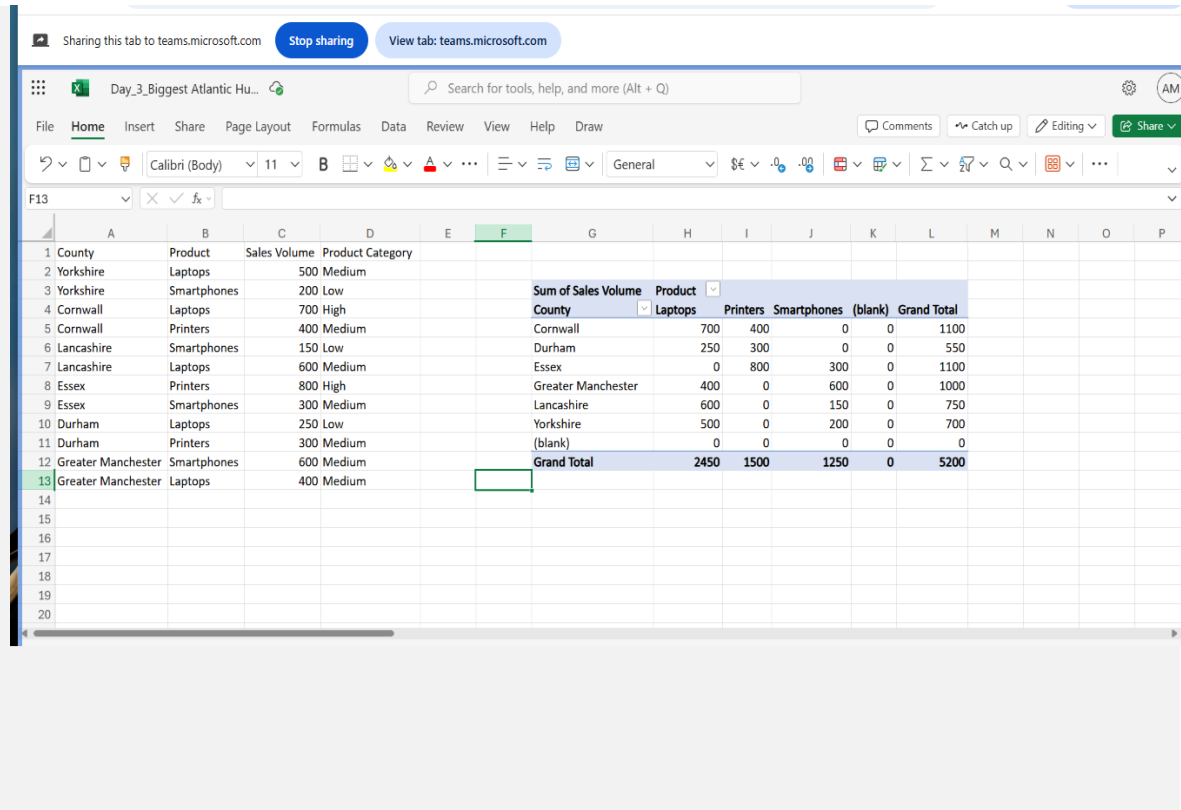 Sharing this tab to teams.microsoft.com Stop sharing View tab: teams.microsoft.com
Day_3_Biggest Atlantic Hu... Search for tools, help, and more (Alt + Q) AM
File Home Insert Share Page Layout Formulas Data Review View Help Draw Comments Catch up Editing Share
Calibri (Body) 11 B A General $€ .0 .00
F13 fx
A B C D E F G H I J K L M N O P
1 County Product Sales Volume Product Category
2 Yorkshire Laptops 500 Medium
3 Yorkshire Smartphones 200 Low Sum of Sales Volume Product
4 Cornwall Laptops 700 High County Laptops Printers Smartphones (blank) Grand Total
5 Cornwall Printers 400 Medium Cornwall 700 400 0 0 1100
6 Lancashire Smartphones 150 Low Durham 250 300 0 0 550
7 Lancashire Laptops 600 Medium Essex 0 800 300 0 1100
8 Essex Printers 800 High Greater Manchester 400 0 600 0 1000
9 Essex Smartphones 300 Medium Lancashire 600 0 150 0 750
10 Durham Laptops 250 Low Yorkshire 500 0 200 0 700
11 Durham Printers 300 Medium (blank) 0 0 0 0 0
12 Greater Manchester Smartphones 600 Medium Grand Total 2450 1500 1250 0 5200
13 Greater Manchester Laptops 400 Medium
14
15
16
17
18
19
20